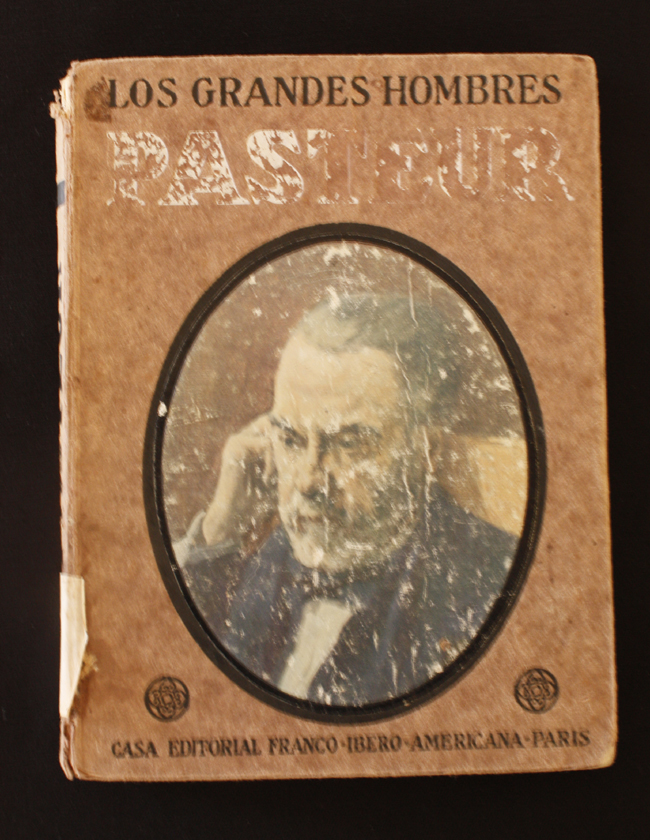 LOS GRANDES HOMBRES
PASTEUR
CASA EDITORIAL FRANCO-IBERO-AMERICANA-PARIS